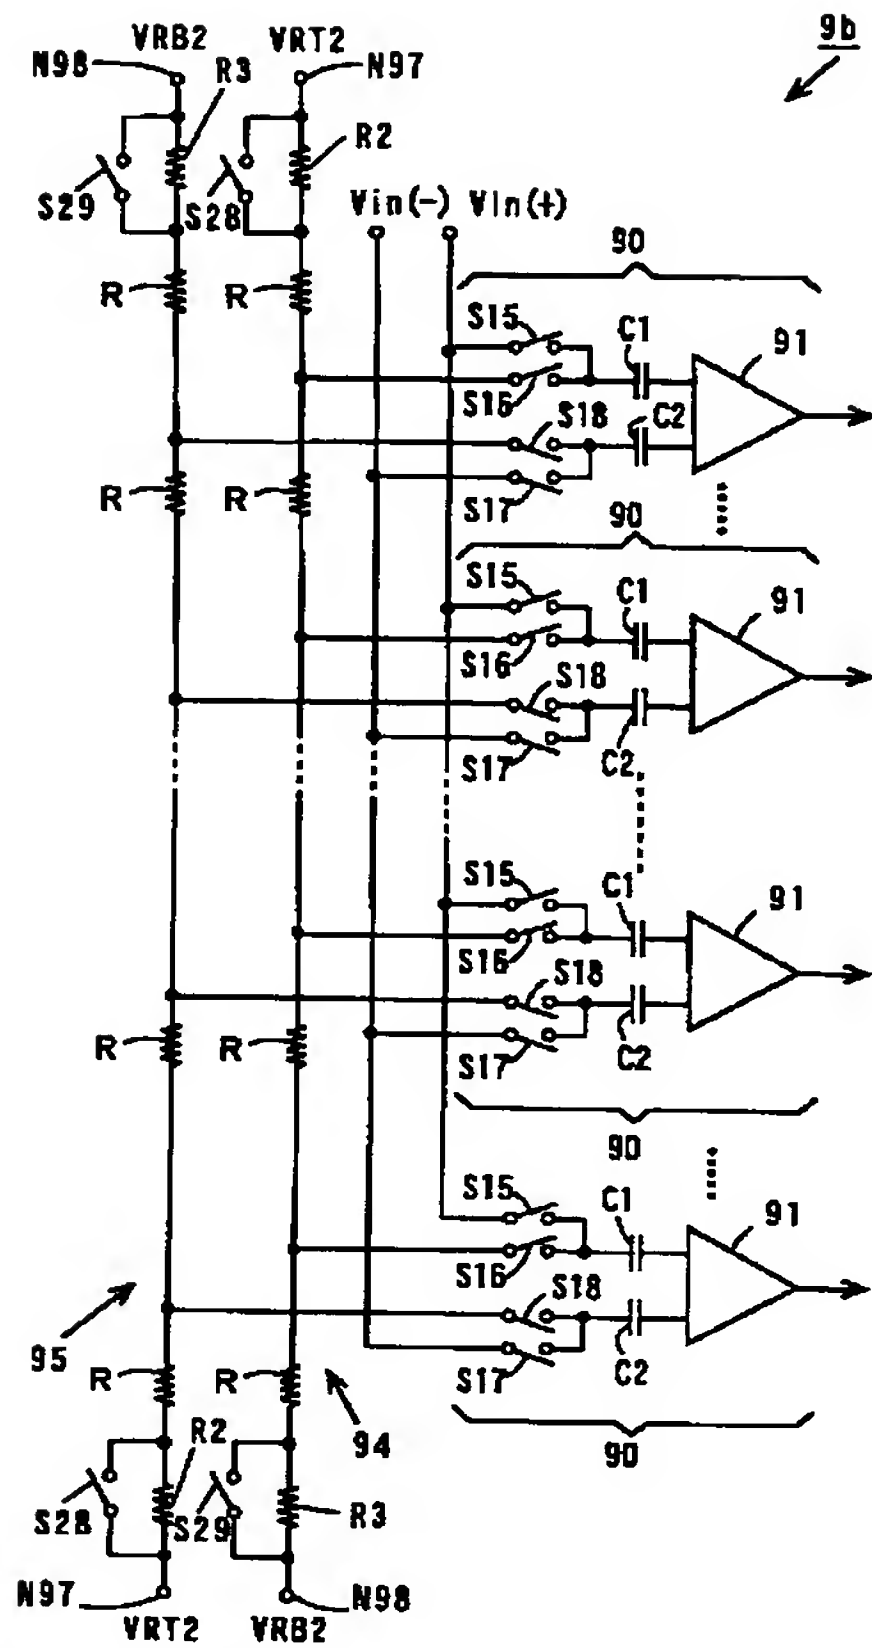 9b
VRB2 VRT2
N98 R3 N97
R2
S29 S28 Vin(-) Vin(+)
90
R R S15 C1 91
S16 S18 C2
R R S17
90
S15 C1 91
S16 S18
S17 C2
S15 C1 91
S16 S18
R R S17 C2
90
S15 C1 91
S16 S18
95 S17 C2
R R
94 90
R2
S28 S29 R3
N97 N98
VRT2 VRB2